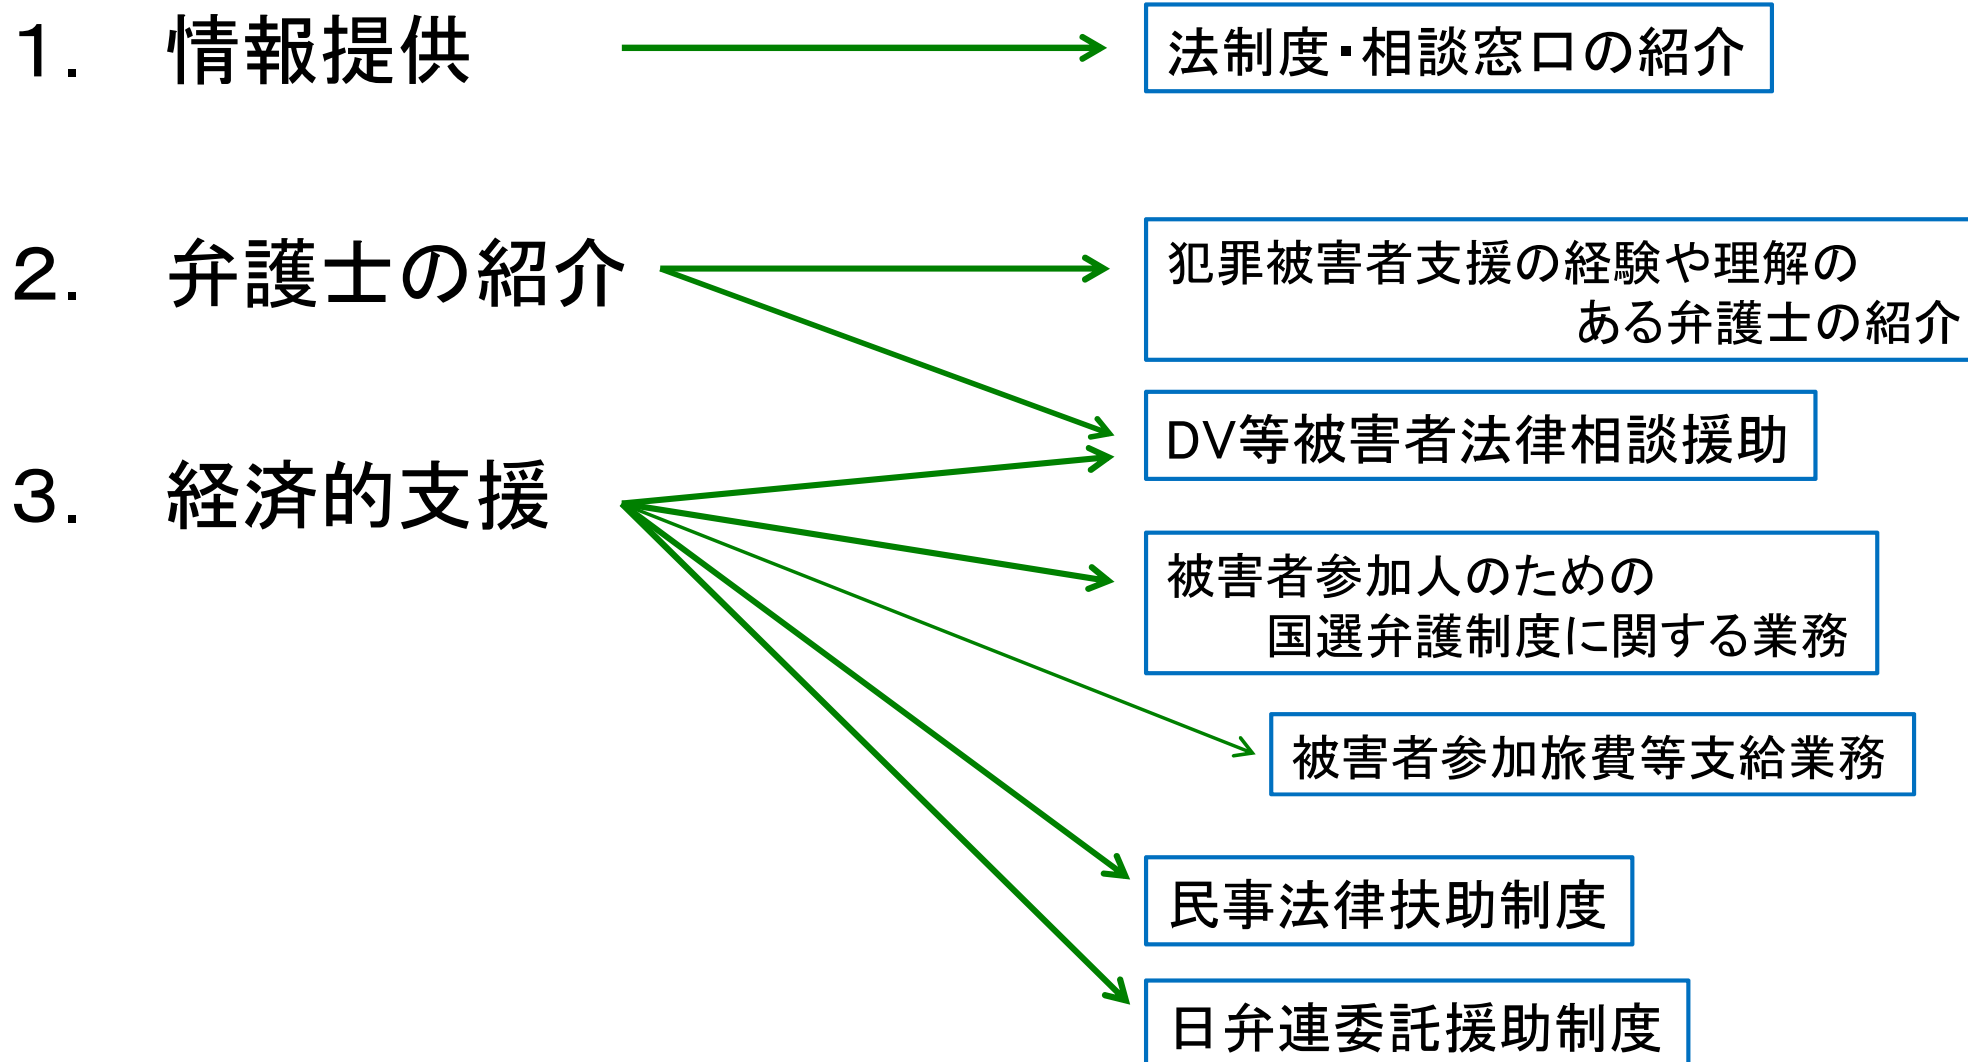 1. 情報提供
法制度・相談窓口の紹介
2. 弁護士の紹介
犯罪被害者支援の経験や理解の
ある弁護士の紹介
DV等被害者法律相談援助
3. 経済的支援
被害者参加人のための
国選弁護制度に関する業務
被害者参加旅費等支給業務
民事法律扶助制度
日弁連委託援助制度